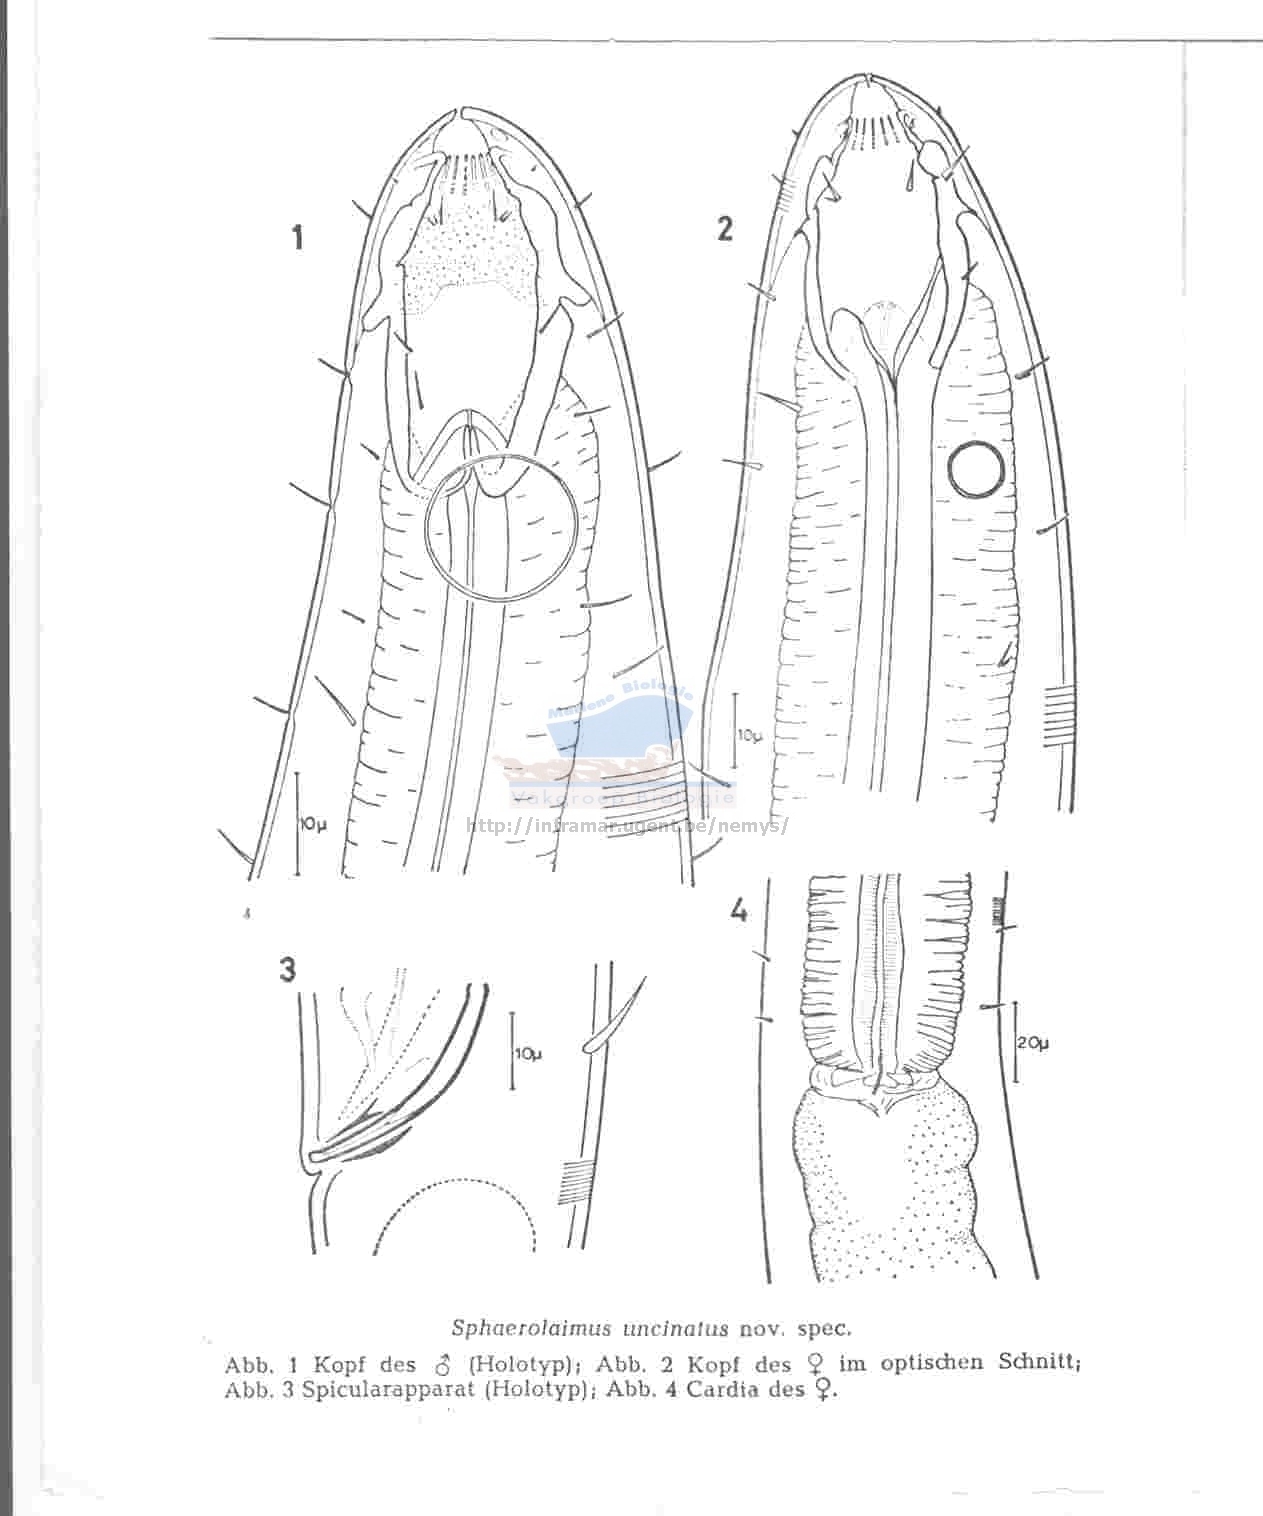 1
2
10µ
Mariene Biologie
Vakgroep Biologie
http://inframar.ugent.be/nemys/
10µ
3
10µ
4
20µ
Sphaerolaimus uncinatus nov. spec.
Abb. 1 Kopf des ♂ (Holotyp); Abb. 2 Kopf des ♀ im optischen Schnitt;
Abb. 3 Spicularapparat (Holotyp); Abb. 4 Cardia des ♀.